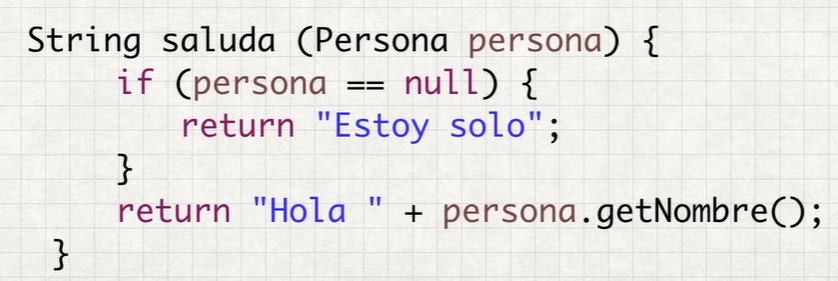 String saluda (Persona persona) {
if (persona == null) {
return "Estoy solo";
}
return "Hola " + persona.getNombre();
}